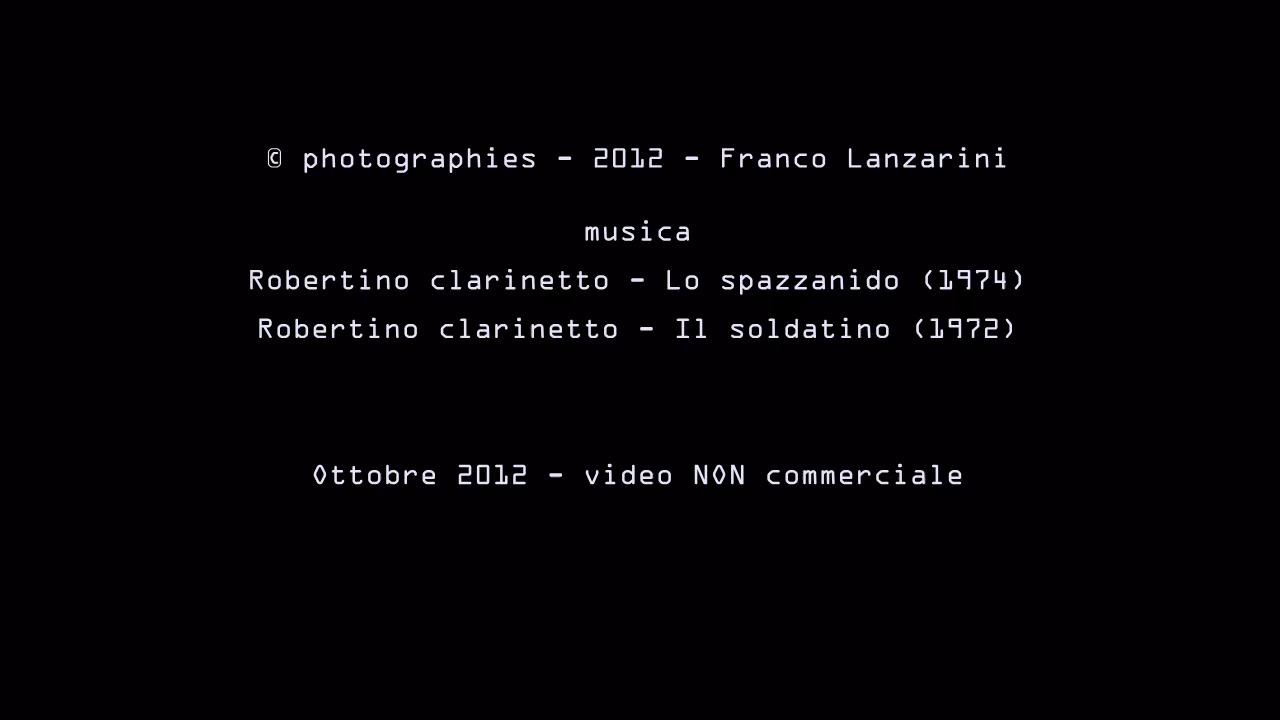 © photographies - 2012 - Franco Lanzarini
musica
Robertino clarinetto - Lo spazzanido (1974)
Robertino clarinetto - Il soldatino (1972)
Ottobre 2012 - video NON commerciale